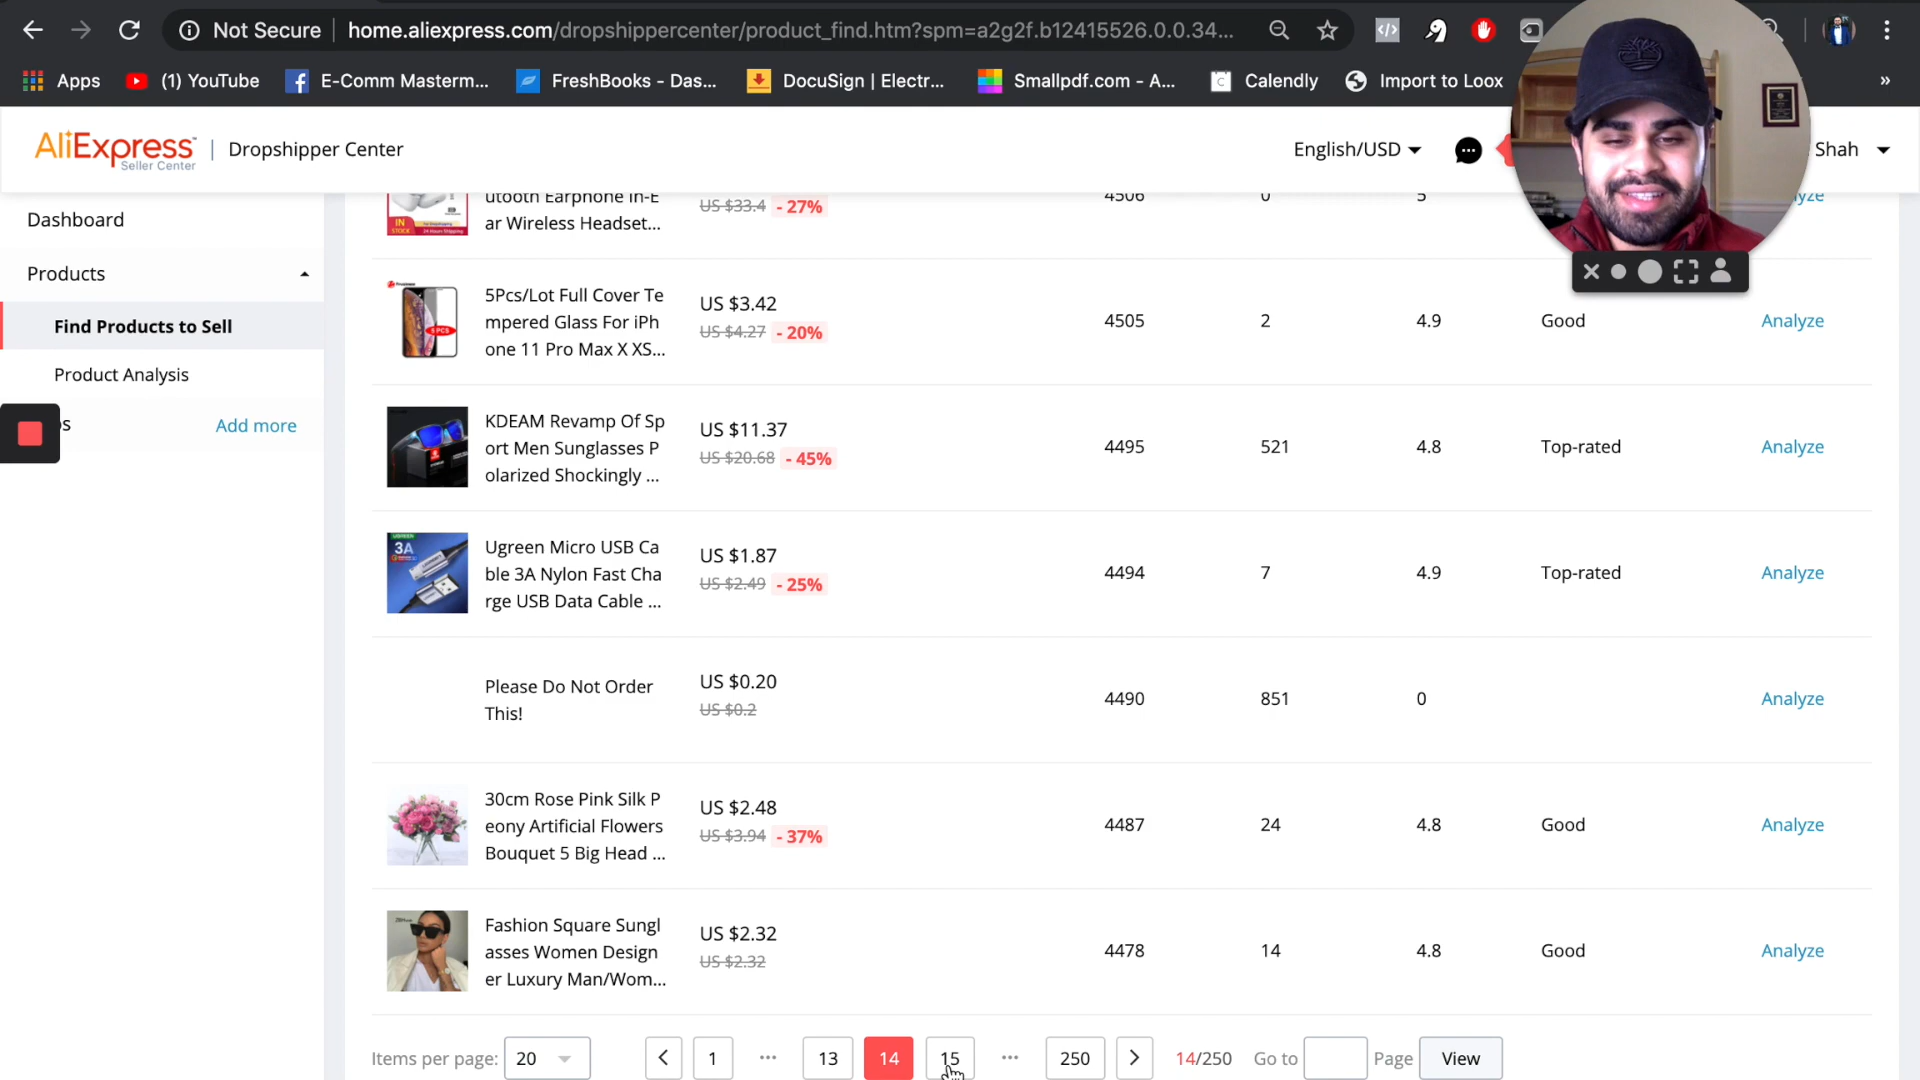 Not Secure | home.aliexpress.com/dropshippercenter/product_find.htm?spm=a2g2f.b12415526.0.0.34...
Apps (1) YouTube E-Comm Masterm... FreshBooks - Das... DocuSign | Electr... Smallpdf.com - A... Calendly Import to Loox »
AliExpress | Dropshipper Center English/USD Shah
Seller Center
Dashboard
Products
Find Products to Sell
Product Analysis
Add more
utooth Earphone In-E
ar Wireless Headset...
US $33.4 - 27%
4506 0 5
IN STOCK
5Pcs/Lot Full Cover Te
mpered Glass For iPh
one 11 Pro Max X XS...
US $3.42
US $4.27 - 20%
4505 2 4.9 Good Analyze
KDEAM Revamp Of Sp
ort Men Sunglasses P
olarized Shockingly ...
US $11.37
US $20.68 - 45%
4495 521 4.8 Top-rated Analyze
3A
Ugreen Micro USB Ca
ble 3A Nylon Fast Cha
rge USB Data Cable ...
US $1.87
US $2.49 - 25%
4494 7 4.9 Top-rated Analyze
Please Do Not Order
This!
US $0.20
US $0.2
4490 851 0 Analyze
30cm Rose Pink Silk P
eony Artificial Flowers
Bouquet 5 Big Head ...
US $2.48
US $3.94 - 37%
4487 24 4.8 Good Analyze
Fashion Square Sungl
asses Women Design
er Luxury Man/Wom...
US $2.32
US $2.32
4478 14 4.8 Good Analyze
Items per page: 20 < 1 ... 13 14 15 ... 250 > 14/250 Go to Page View